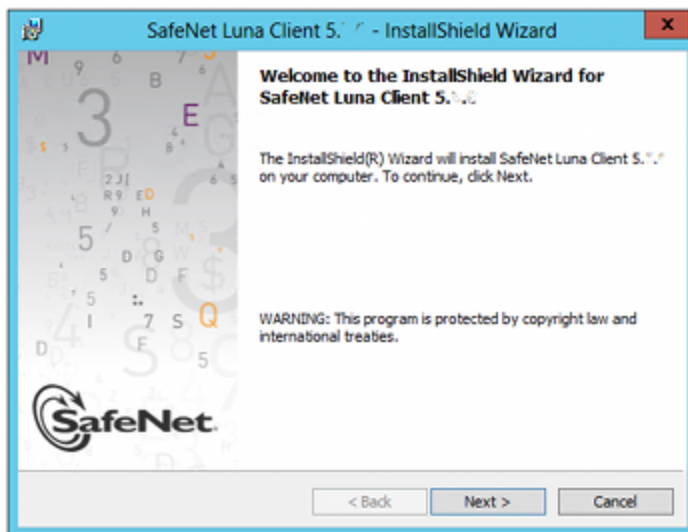 SafeNet Luna Client 5. - InstallShield Wizard
Welcome to the InstallShield Wizard for
SafeNet Luna Client 5.
The InstallShield(R) Wizard will install SafeNet Luna Client 5.
on your computer. To continue, click Next.
WARNING: This program is protected by copyright law and
international treaties.
SafeNet.
< Back
Next >
Cancel